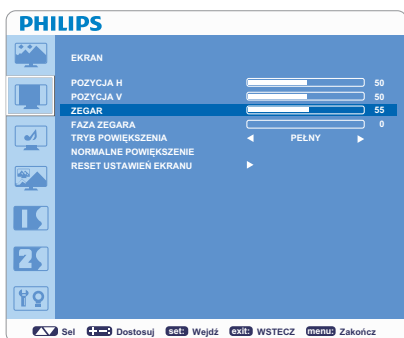 PHILIPS
EKRAN
POZYCJA H 50
POZYCJA V 50
ZEGAR 55
FAZA ZEGARA 0
TRYB POWIĘKSZENIA PEŁNY
NORMALNE POWIĘKSZENIE
RESET USTAWIEŃ EKRANU
Sel Dostosuj set: Wejdź exit: WSTECZ menu: Zakończ